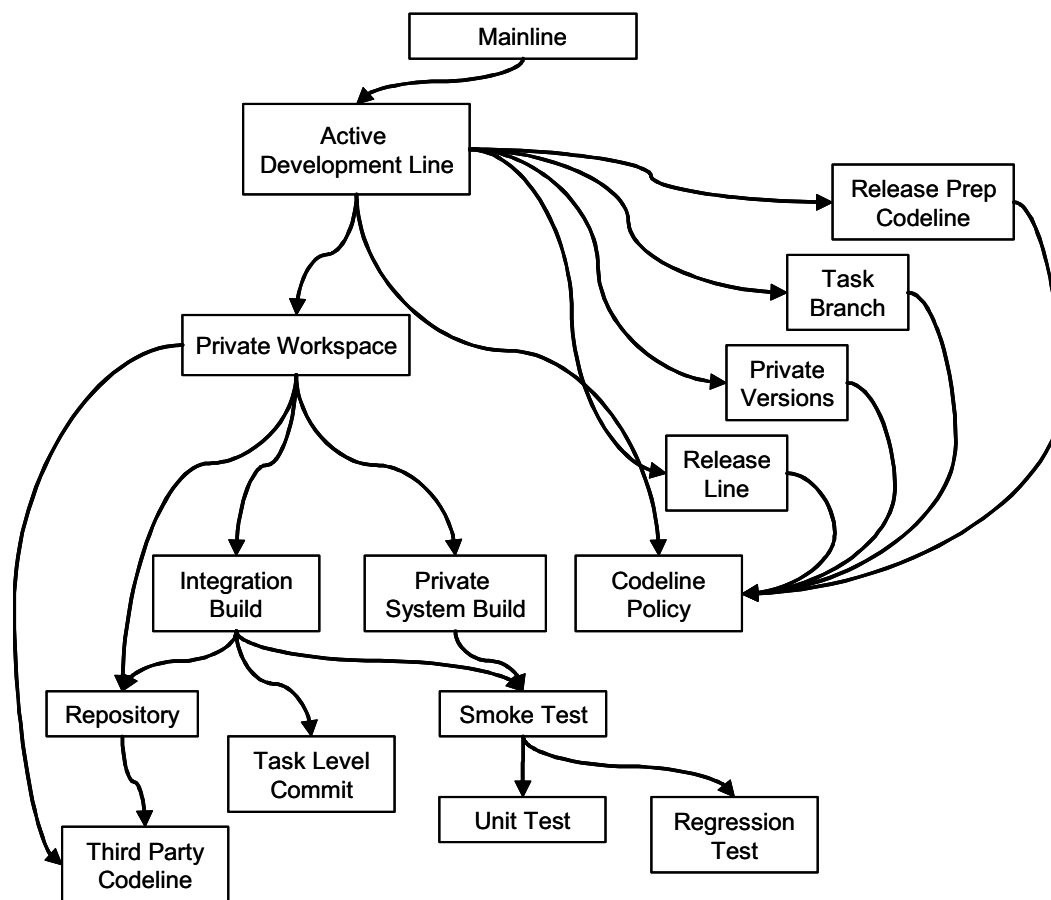 Mainline
Active
Development Line
Release Prep
Codeline
Task
Branch
Private Workspace
Private
Versions
Release
Line
Integration
Build
Private
System Build
Codeline
Policy
Repository
Smoke Test
Task Level
Commit
Unit Test
Regression
Test
Third Party
Codeline